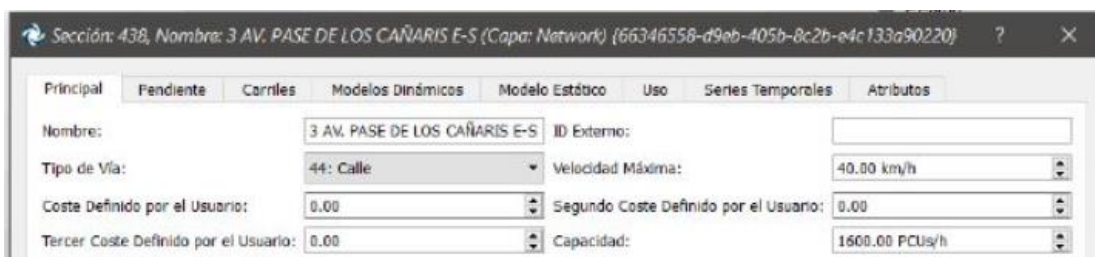 Sección: 438, Nombre: 3 AV. PASE DE LOS CAÑARIS E-S (Capa: Network) {66346558-d9eb-405b-8c2b-e4c133a90220} ? ×
Principal Pendiente Carriles Modelos Dinámicos Modelo Estático Uso Series Temporales Atributos
Nombre: 3 AV. PASE DE LOS CAÑARIS E-S ID Externo:
Tipo de Vía: 44: Calle Velocidad Máxima: 40.00 km/h
Coste Definido por el Usuario: 0.00 Segundo Coste Definido por el Usuario: 0.00
Tercer Coste Definido por el Usuario: 0.00 Capacidad: 1600.00 PCUs/h